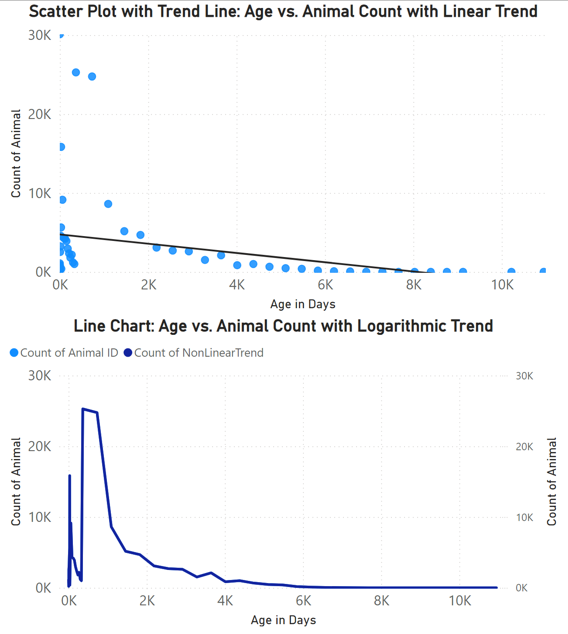 Scatter Plot with Trend Line: Age vs. Animal Count with Linear Trend
30K
20K
10K
0K
Count of Animal
0K 2K 4K 6K 8K 10K
Age in Days
Line Chart: Age vs. Animal Count with Logarithmic Trend
Count of Animal ID Count of NonLinearTrend
30K 30K
20K 20K
10K 10K
0K 0K
Count of Animal Count of Animal
0K 2K 4K 6K 8K 10K
Age in Days